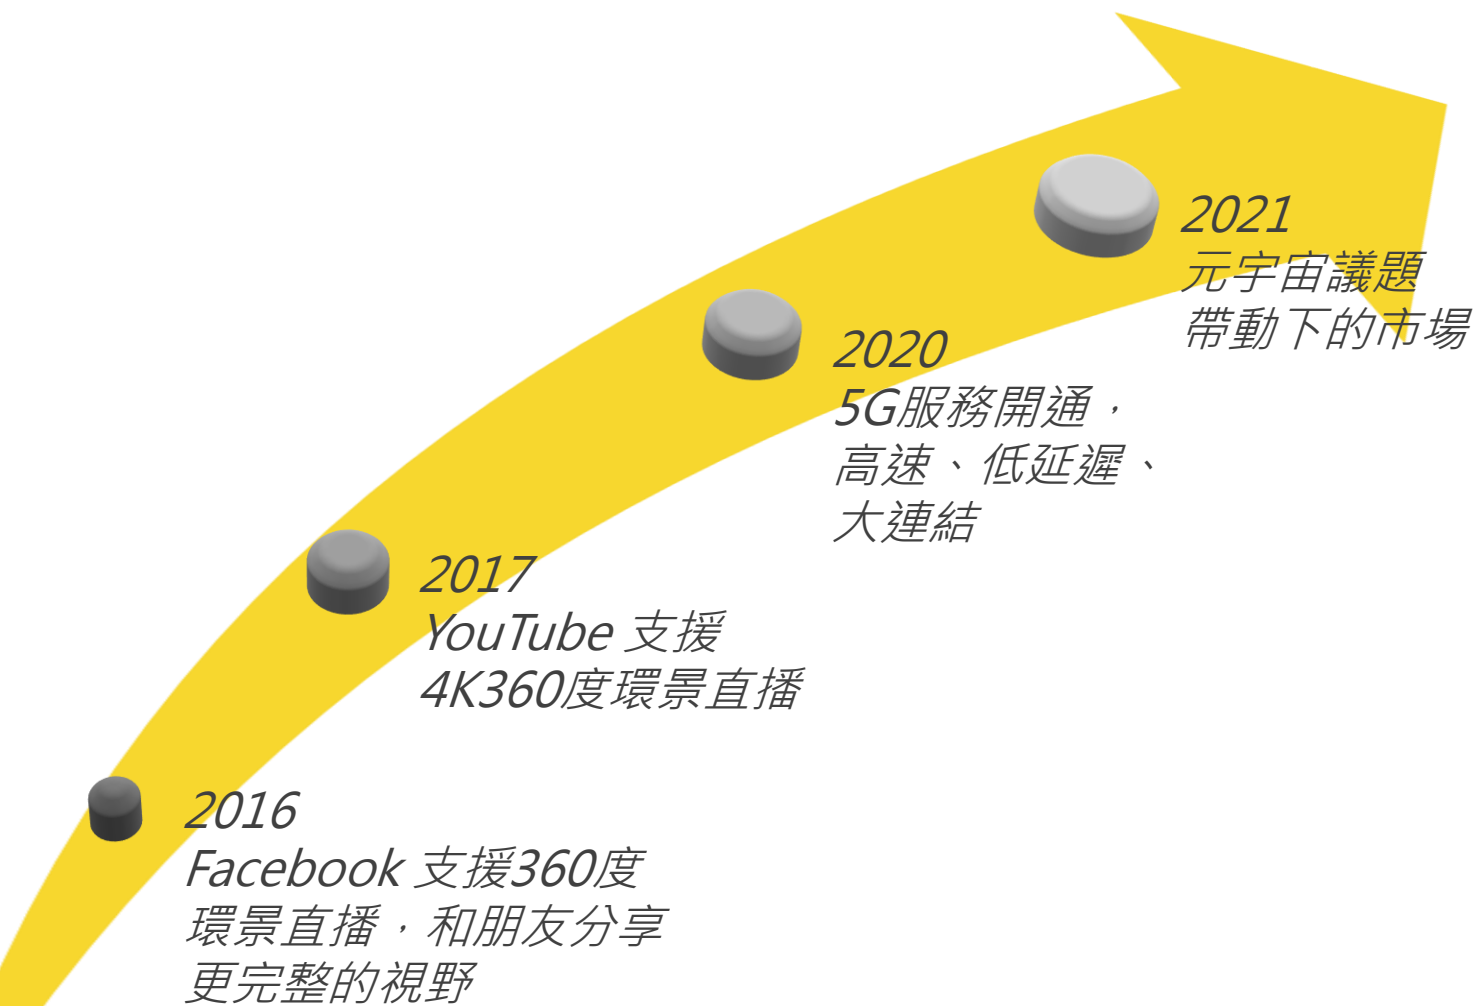 2021
元宇宙議題
帶動下的市場
2020
5G服務開通，
高速、低延遲、
大連結
2017
YouTube 支援
4K360度環景直播
2016
Facebook 支援360度
環景直播，和朋友分享
更完整的視野